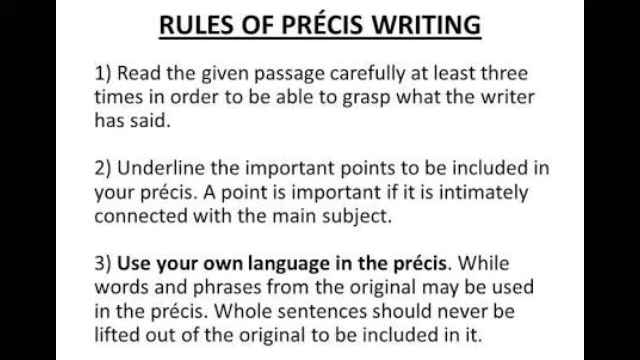 RULES OF PRÉCIS WRITING
1) Read the given passage carefully at least three
times in order to be able to grasp what the writer
has said.
2) Underline the important points to be included in
your précis. A point is important if it is intimately
connected with the main subject.
3) Use your own language in the précis. While
words and phrases from the original may be used
in the précis. Whole sentences should never be
lifted out of the original to be included in it.